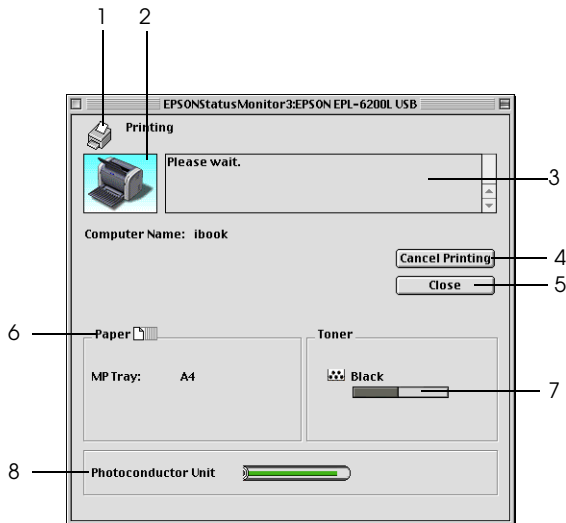 1 2
EPSONStatusMonitor3:EPSON EPL-6200L USB
Printing
Please wait.
3
Computer Name: ibook
Cancel Printing 4
Close 5
6 Paper
Toner
MP Tray: A4
Black
7
8 Photoconductor Unit